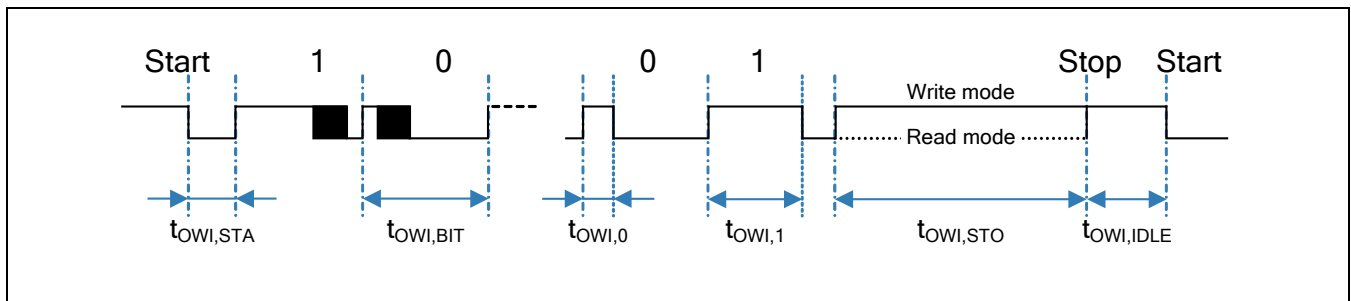 Start 1 0 0 1 Stop Start
Write mode
Read mode
tOWI,STA tOWI,BIT tOWI,0 tOWI,1 tOWI,STO tOWI,IDLE